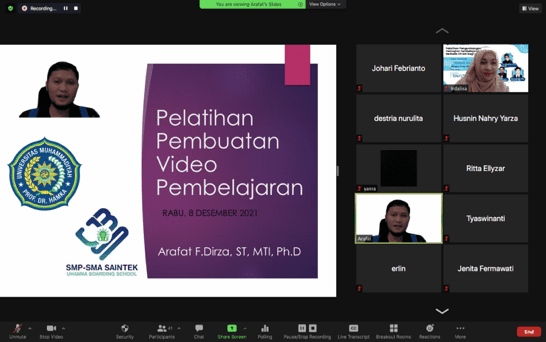 Recording...
You are viewing Arafat's Slides
View Options
View
Pelatihan
Pembuatan
Video
Pembelajaran
RABU, 8 DESEMBER 2021
Arafat F.Dirza, ST, MTI, Ph.D
UNIVERSITAS MUHAMMADIYAH
PROF. DR. HAMKA
SMP-SMA SAINTEK
UHAMKA BOARDING SCHOOL
Johari Febrianto
Ndalina
destria nurulita
Husnin Nahry Yarza
yanra
Ritta Ellyzar
Arafat
Tyaswinanti
erlin
Jenita Fermawati
Unmute
Stop Video
Security
Participants
41
Chat
Share Screen
Polling
Pause/Stop Recording
Live Transcript
Breakout Rooms
Reactions
More
End